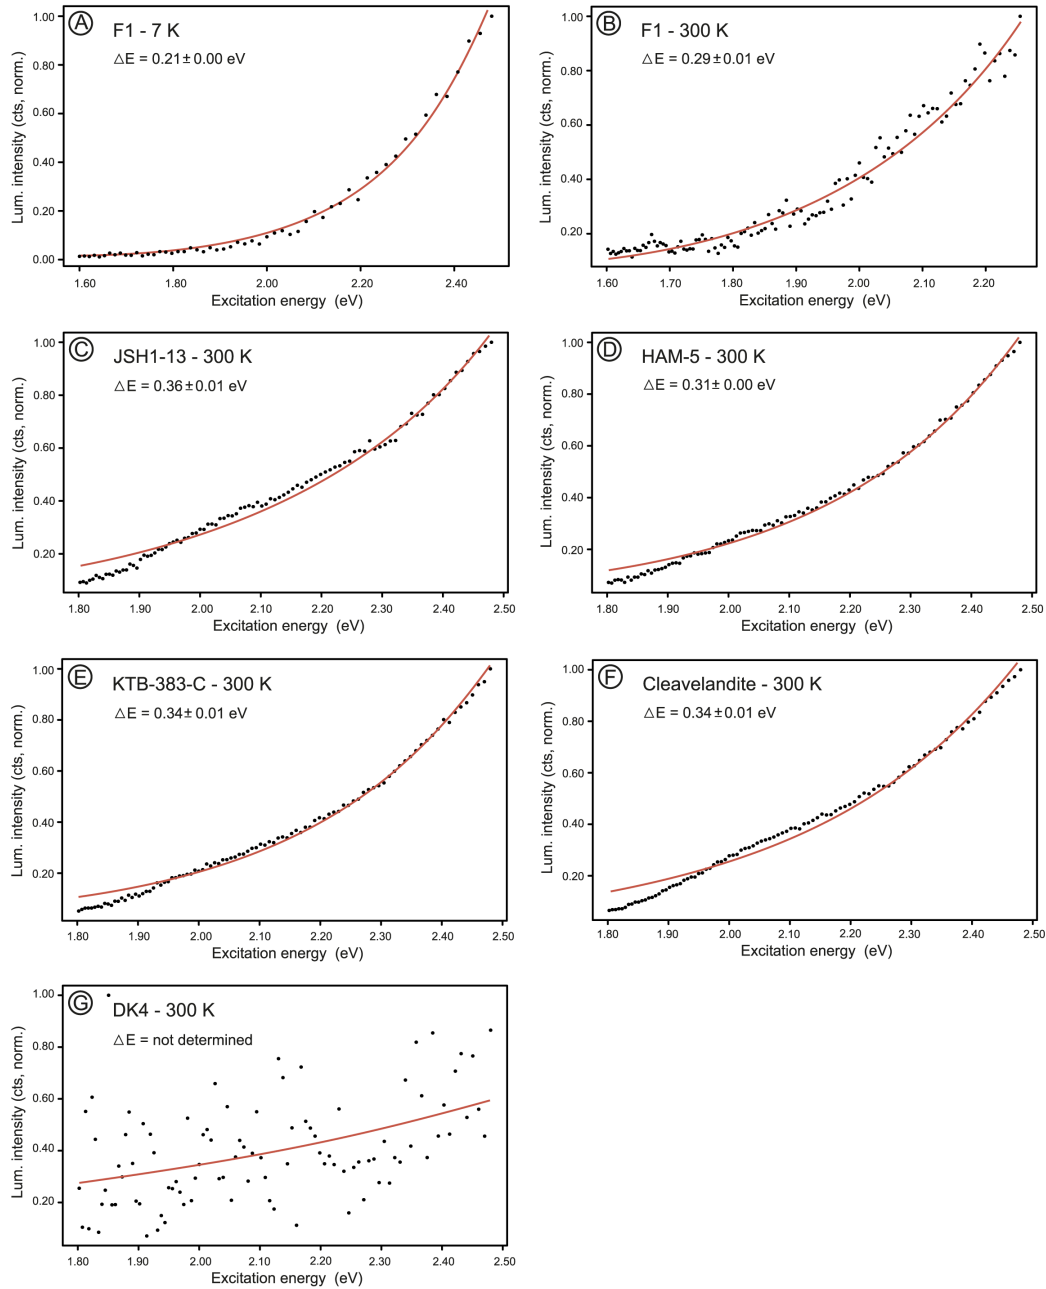 A
F1 - 7 K
△E = 0.21±0.00 eV
Lum. intensity (cts, norm.)
1.00
0.80
0.60
0.40
0.20
0.00
1.60 1.80 2.00 2.20 2.40
Excitation energy (eV)
B
F1 - 300 K
△E = 0.29±0.01 eV
Lum. intensity (cts, norm.)
1.00
0.80
0.60
0.40
0.20
1.60 1.70 1.80 1.90 2.00 2.10 2.20
Excitation energy (eV)
C
JSH1-13 - 300 K
△E = 0.36±0.01 eV
Lum. intensity (cts, norm.)
1.00
0.80
0.60
0.40
0.20
1.80 1.90 2.00 2.10 2.20 2.30 2.40 2.50
Excitation energy (eV)
D
HAM-5 - 300 K
△E = 0.31± 0.00 eV
Lum. intensity (cts, norm.)
1.00
0.80
0.60
0.40
0.20
1.80 1.90 2.00 2.10 2.20 2.30 2.40 2.50
Excitation energy (eV)
E
KTB-383-C - 300 K
△E = 0.34±0.01 eV
Lum. intensity (cts, norm.)
1.00
0.80
0.60
0.40
0.20
1.80 1.90 2.00 2.10 2.20 2.30 2.40 2.50
Excitation energy (eV)
F
Cleavelandite - 300 K
△E = 0.34±0.01 eV
Lum. intensity (cts, norm.)
1.00
0.80
0.60
0.40
0.20
1.80 1.90 2.00 2.10 2.20 2.30 2.40 2.50
Excitation energy (eV)
G
DK4 - 300 K
△E = not determined
Lum. intensity (cts, norm.)
1.00
0.80
0.60
0.40
0.20
1.80 1.90 2.00 2.10 2.20 2.30 2.40 2.50
Excitation energy (eV)